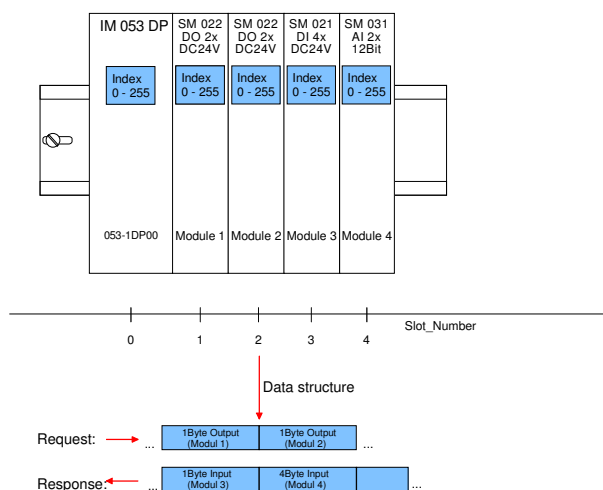 IM 053 DP
SM 022
DO 2x
DC24V
SM 022
DO 2x
DC24V
SM 021
DI 4x
DC24V
SM 031
AI 2x
12Bit
Index
0 - 255
Index
0 - 255
Index
0 - 255
Index
0 - 255
Index
0 - 255
053-1DP00
Module 1
Module 2
Module 3
Module 4
Slot_Number
0
1
2
3
4
Data structure
Request:
...
1Byte Output
(Modul 1)
1Byte Output
(Modul 2)
...
Response:
...
1Byte Input
(Modul 3)
4Byte Input
(Modul 4)
...